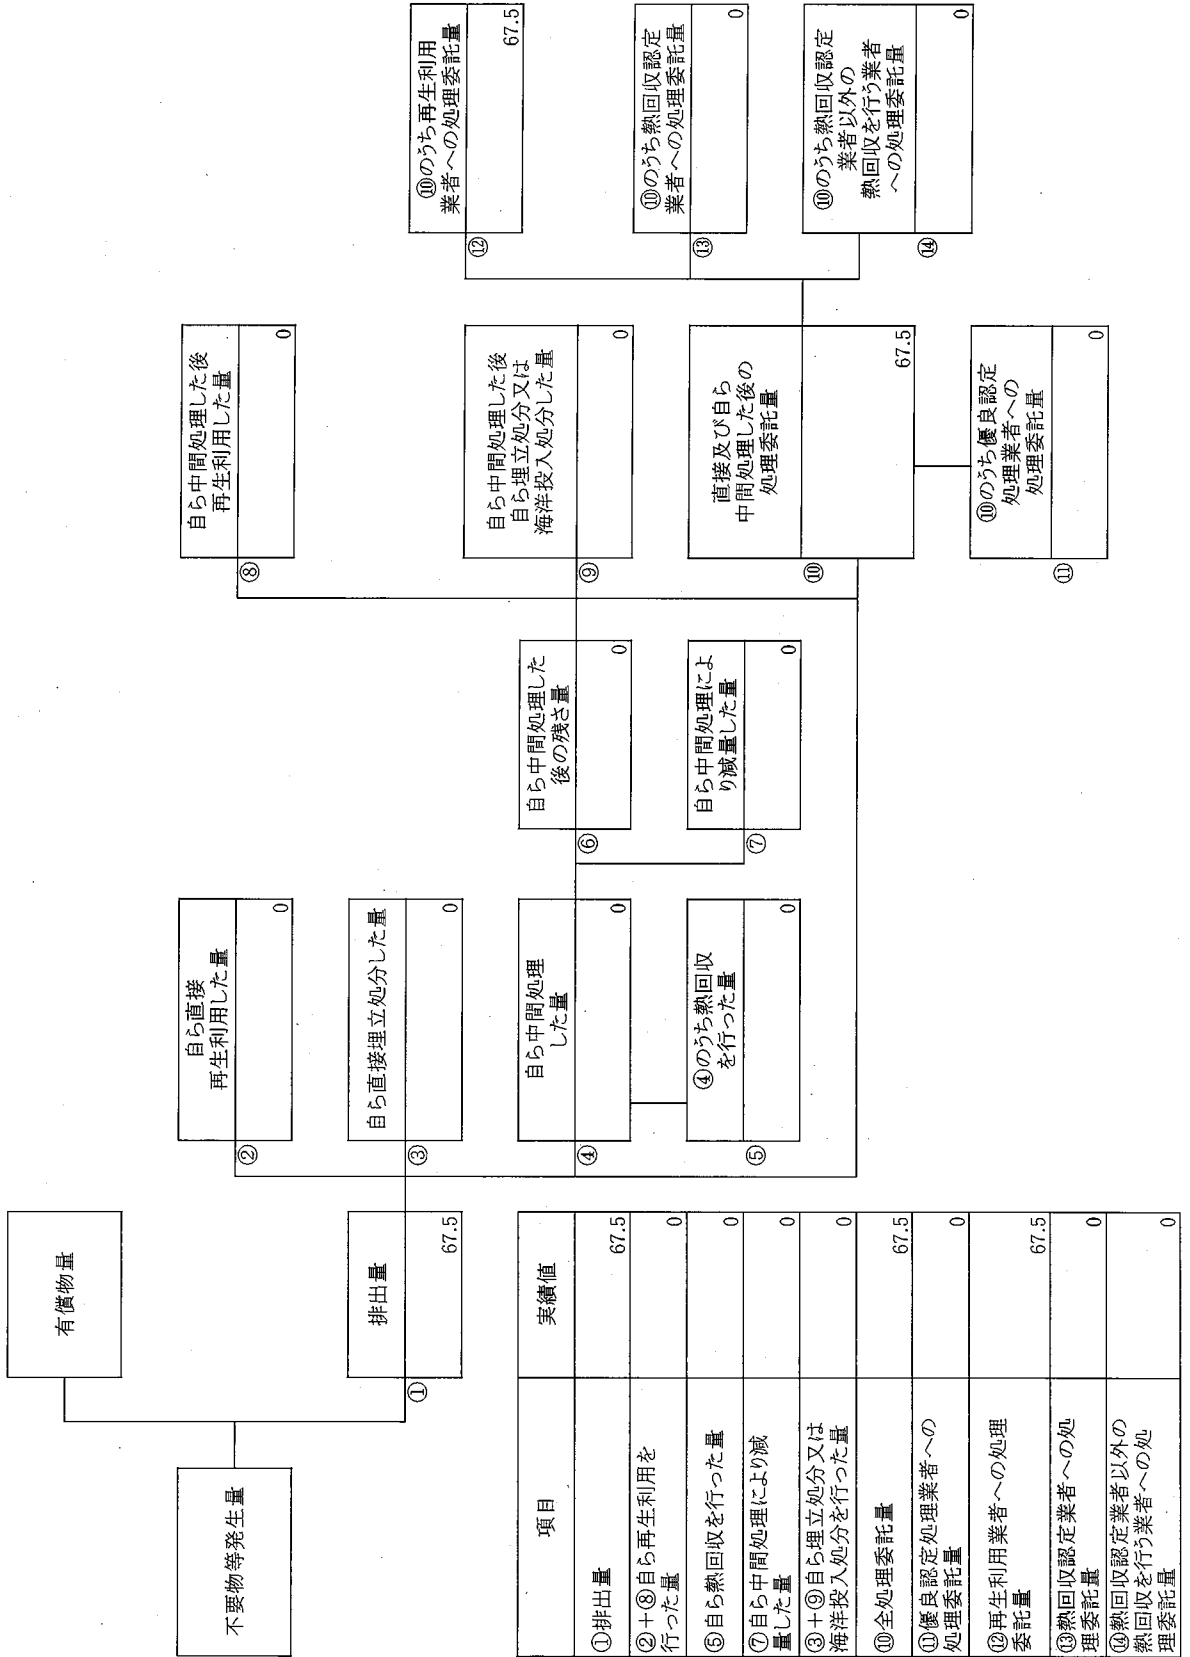 不要物等発生量
有償物量
①
排出量
67.5
②
自ら直接
再生利用した量
0
③
自ら直接埋立処分した量
0
④
自ら中間処理
した量
0
⑤
④のうち熱回収
を行った量
0
⑥
自ら中間処理した
後の残さ量
0
⑦
自ら中間処理によ
り減量した量
0
⑧
自ら中間処理した後
再生利用した量
0
⑨
自ら中間処理した後
自ら埋立処分又は
海洋投入処分した量
0
⑩
直接及び自ら
中間処理した後の
処理委託量
67.5
⑪
⑩のうち優良認定
処理業者への
処理委託量
0
⑫
⑩のうち再生利用
業者への処理委託量
67.5
⑬
⑩のうち熱回収認定
業者への処理委託量
0
⑭
⑩のうち熱回収認定
業者以外の
熱回収を行う業者
への処理委託量
0
項目 実績値
①排出量 67.5
②+⑧自ら再生利用を
行った量 0
⑤自ら熱回収を行った量 0
⑦自ら中間処理により減
量した量 0
③+⑨自ら埋立処分又は
海洋投入処分を行った量 0
⑩全処理委託量 67.5
⑪優良認定処理業者への
処理委託量 0
⑫再生利用業者への処理
委託量 67.5
⑬熱回収認定業者への処
理委託量 0
⑭熱回収認定業者以外の
熱回収を行う業者への処
理委託量 0